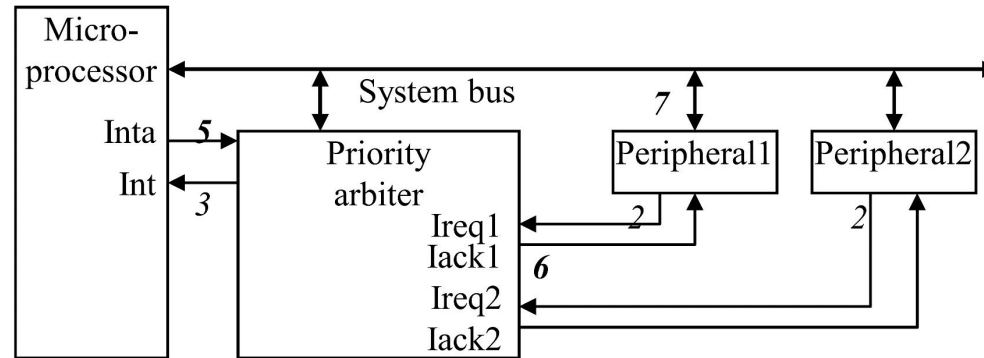 Micro-
processor
System bus
7
Inta
5
Priority
arbiter
Peripheral1
Peripheral2
Int
3
Ireq1
2
2
Iack1
6
Ireq2
Iack2